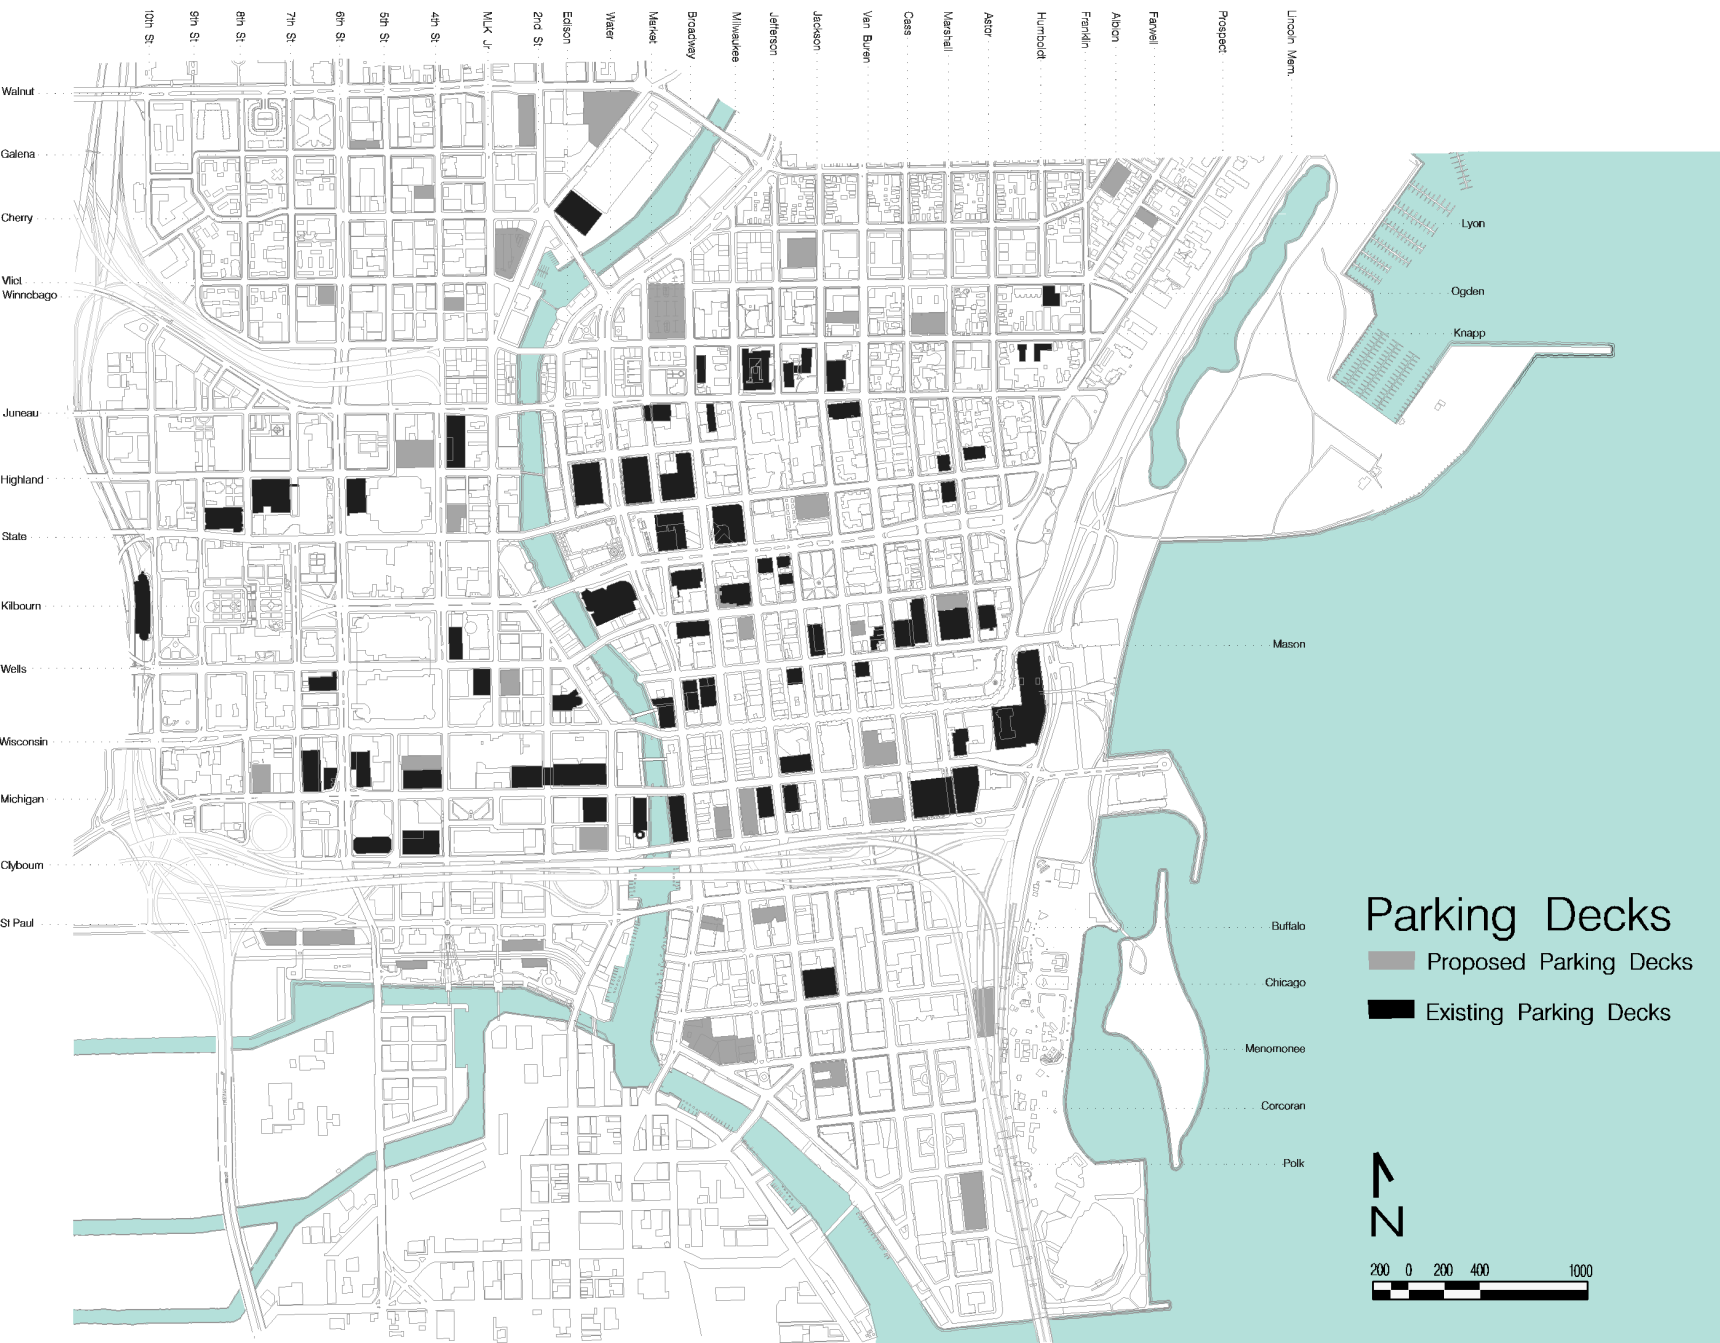 10th St
9th St
8th St
7th St
6th St
5th St
4th St
MLK Jr
2nd St
Edison
Water
Market
Broadway
Milwaukee
Jefferson
Jackson
Van Buren
Cass
Marshall
Astor
Humboldt
Franklin
Albion
Farwell
Prospect
Lincoln Mem.
Walnut
Galena
Cherry
Vliet
Winnebago
Juneau
Highland
State
Kilbourn
Wells
Wisconsin
Michigan
Clybourn
St Paul
Lyon
Ogden
Knapp
Mason
Buffalo
Chicago
Menomonee
Corcoran
Polk
Parking Decks
Proposed Parking Decks
Existing Parking Decks
N
200 0 200 400 1000